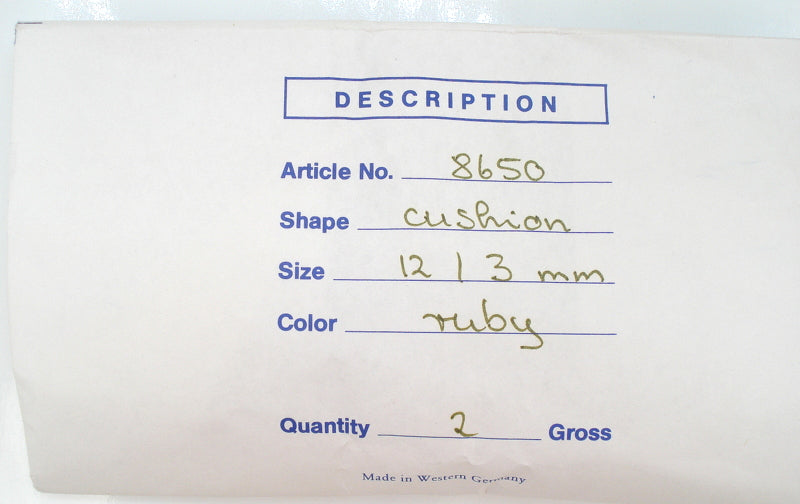 DESCRIPTION
Article No. 8650
Shape cushion
Size 12 | 3 mm
Color ruby
Quantity 2 Gross
Made in Western Germany